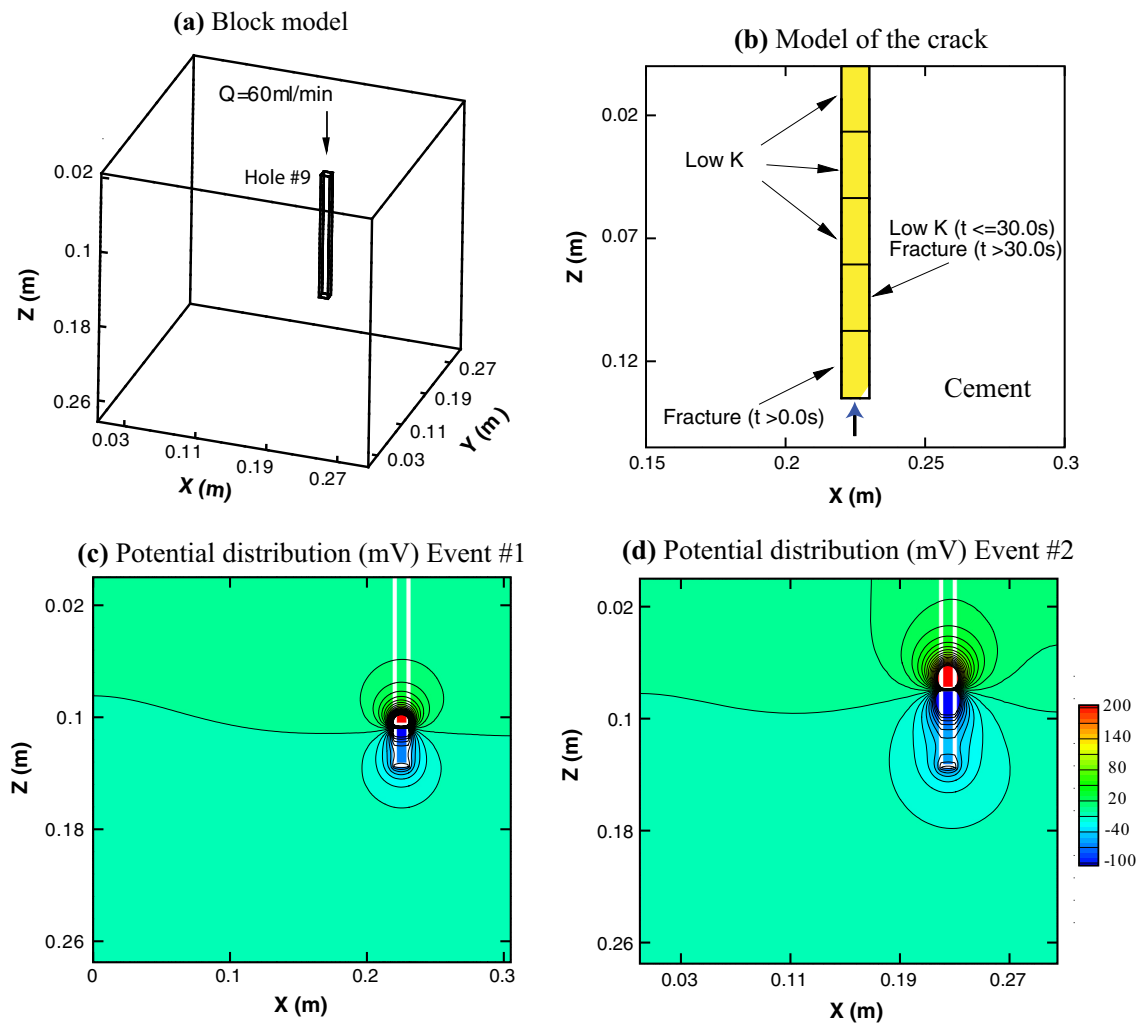 (a) Block model
Q=60ml/min
Hole #9
0.02
0.1
0.18
0.26
Z (m)
0.03
0.11
0.19
0.27
X (m)
0.03
0.11
0.19
0.27
Y (m)
(b) Model of the crack
0.02
0.07
0.12
Z (m)
Low K
Low K (t <=30.0s)
Fracture (t >30.0s)
Fracture (t >0.0s)
Cement
0.15
0.2
0.25
0.3
X (m)
(c) Potential distribution (mV) Event #1
0.02
0.1
0.18
0.26
Z (m)
0
0.1
0.2
0.3
X (m)
(d) Potential distribution (mV) Event #2
0.02
0.1
0.18
0.26
Z (m)
0.03
0.11
0.19
0.27
X (m)
200
140
80
20
-40
-100